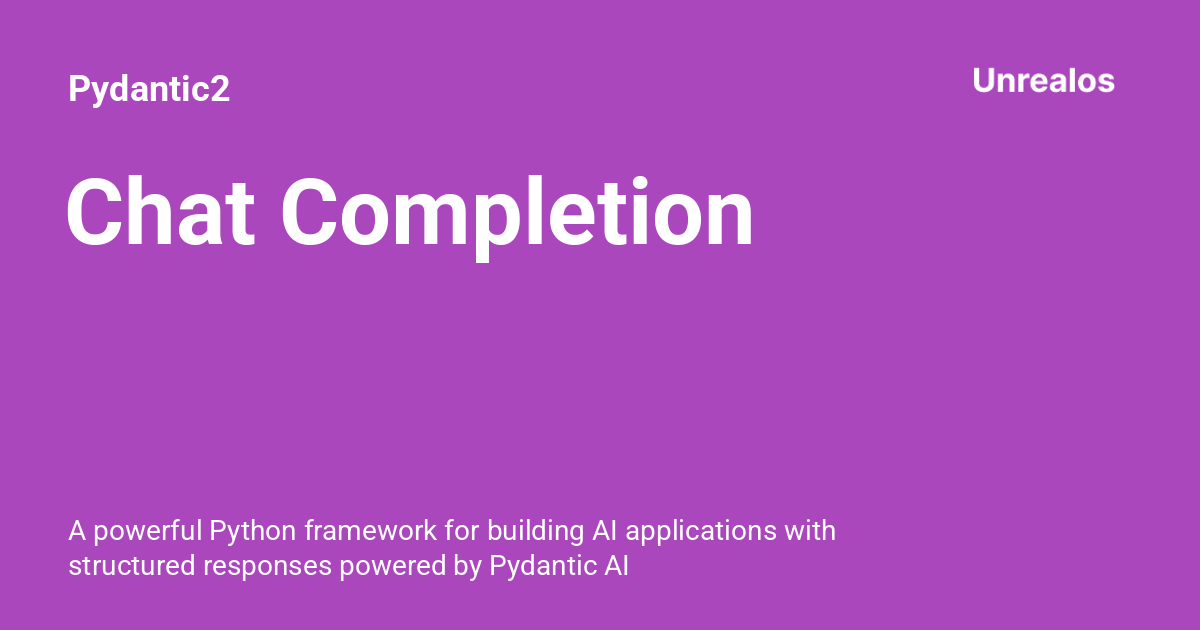 Pydantic2
Unrealos
Chat Completion
A powerful Python framework for building AI applications with
structured responses powered by Pydantic AI